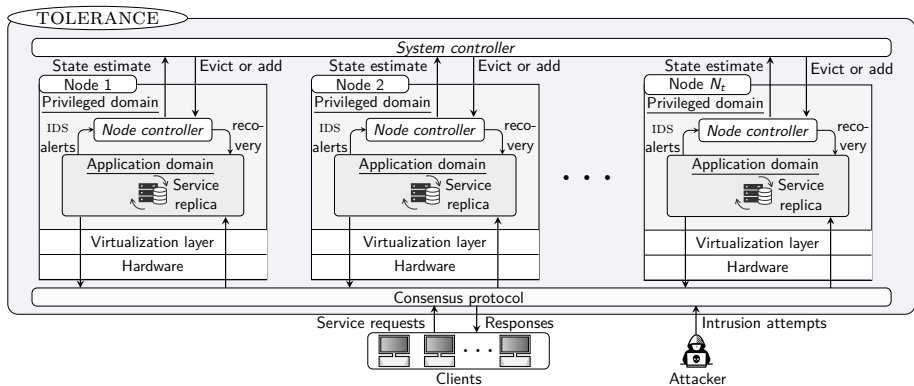 TOLERANCE
System controller
State estimate
Evict or add
State estimate
Evict or add
State estimate
Evict or add
Node 1
Node 2
Node Nₜ
Privileged domain
Privileged domain
Privileged domain
IDS
alerts
Node controller
reco-
very
IDS
alerts
Node controller
reco-
very
IDS
alerts
Node controller
reco-
very
Application domain
Service
replica
Application domain
Service
replica
Application domain
Service
replica
. . .
Virtualization layer
Virtualization layer
Virtualization layer
Hardware
Hardware
Hardware
Consensus protocol
Service requests
Responses
Intrusion attempts
. . .
Clients
Attacker